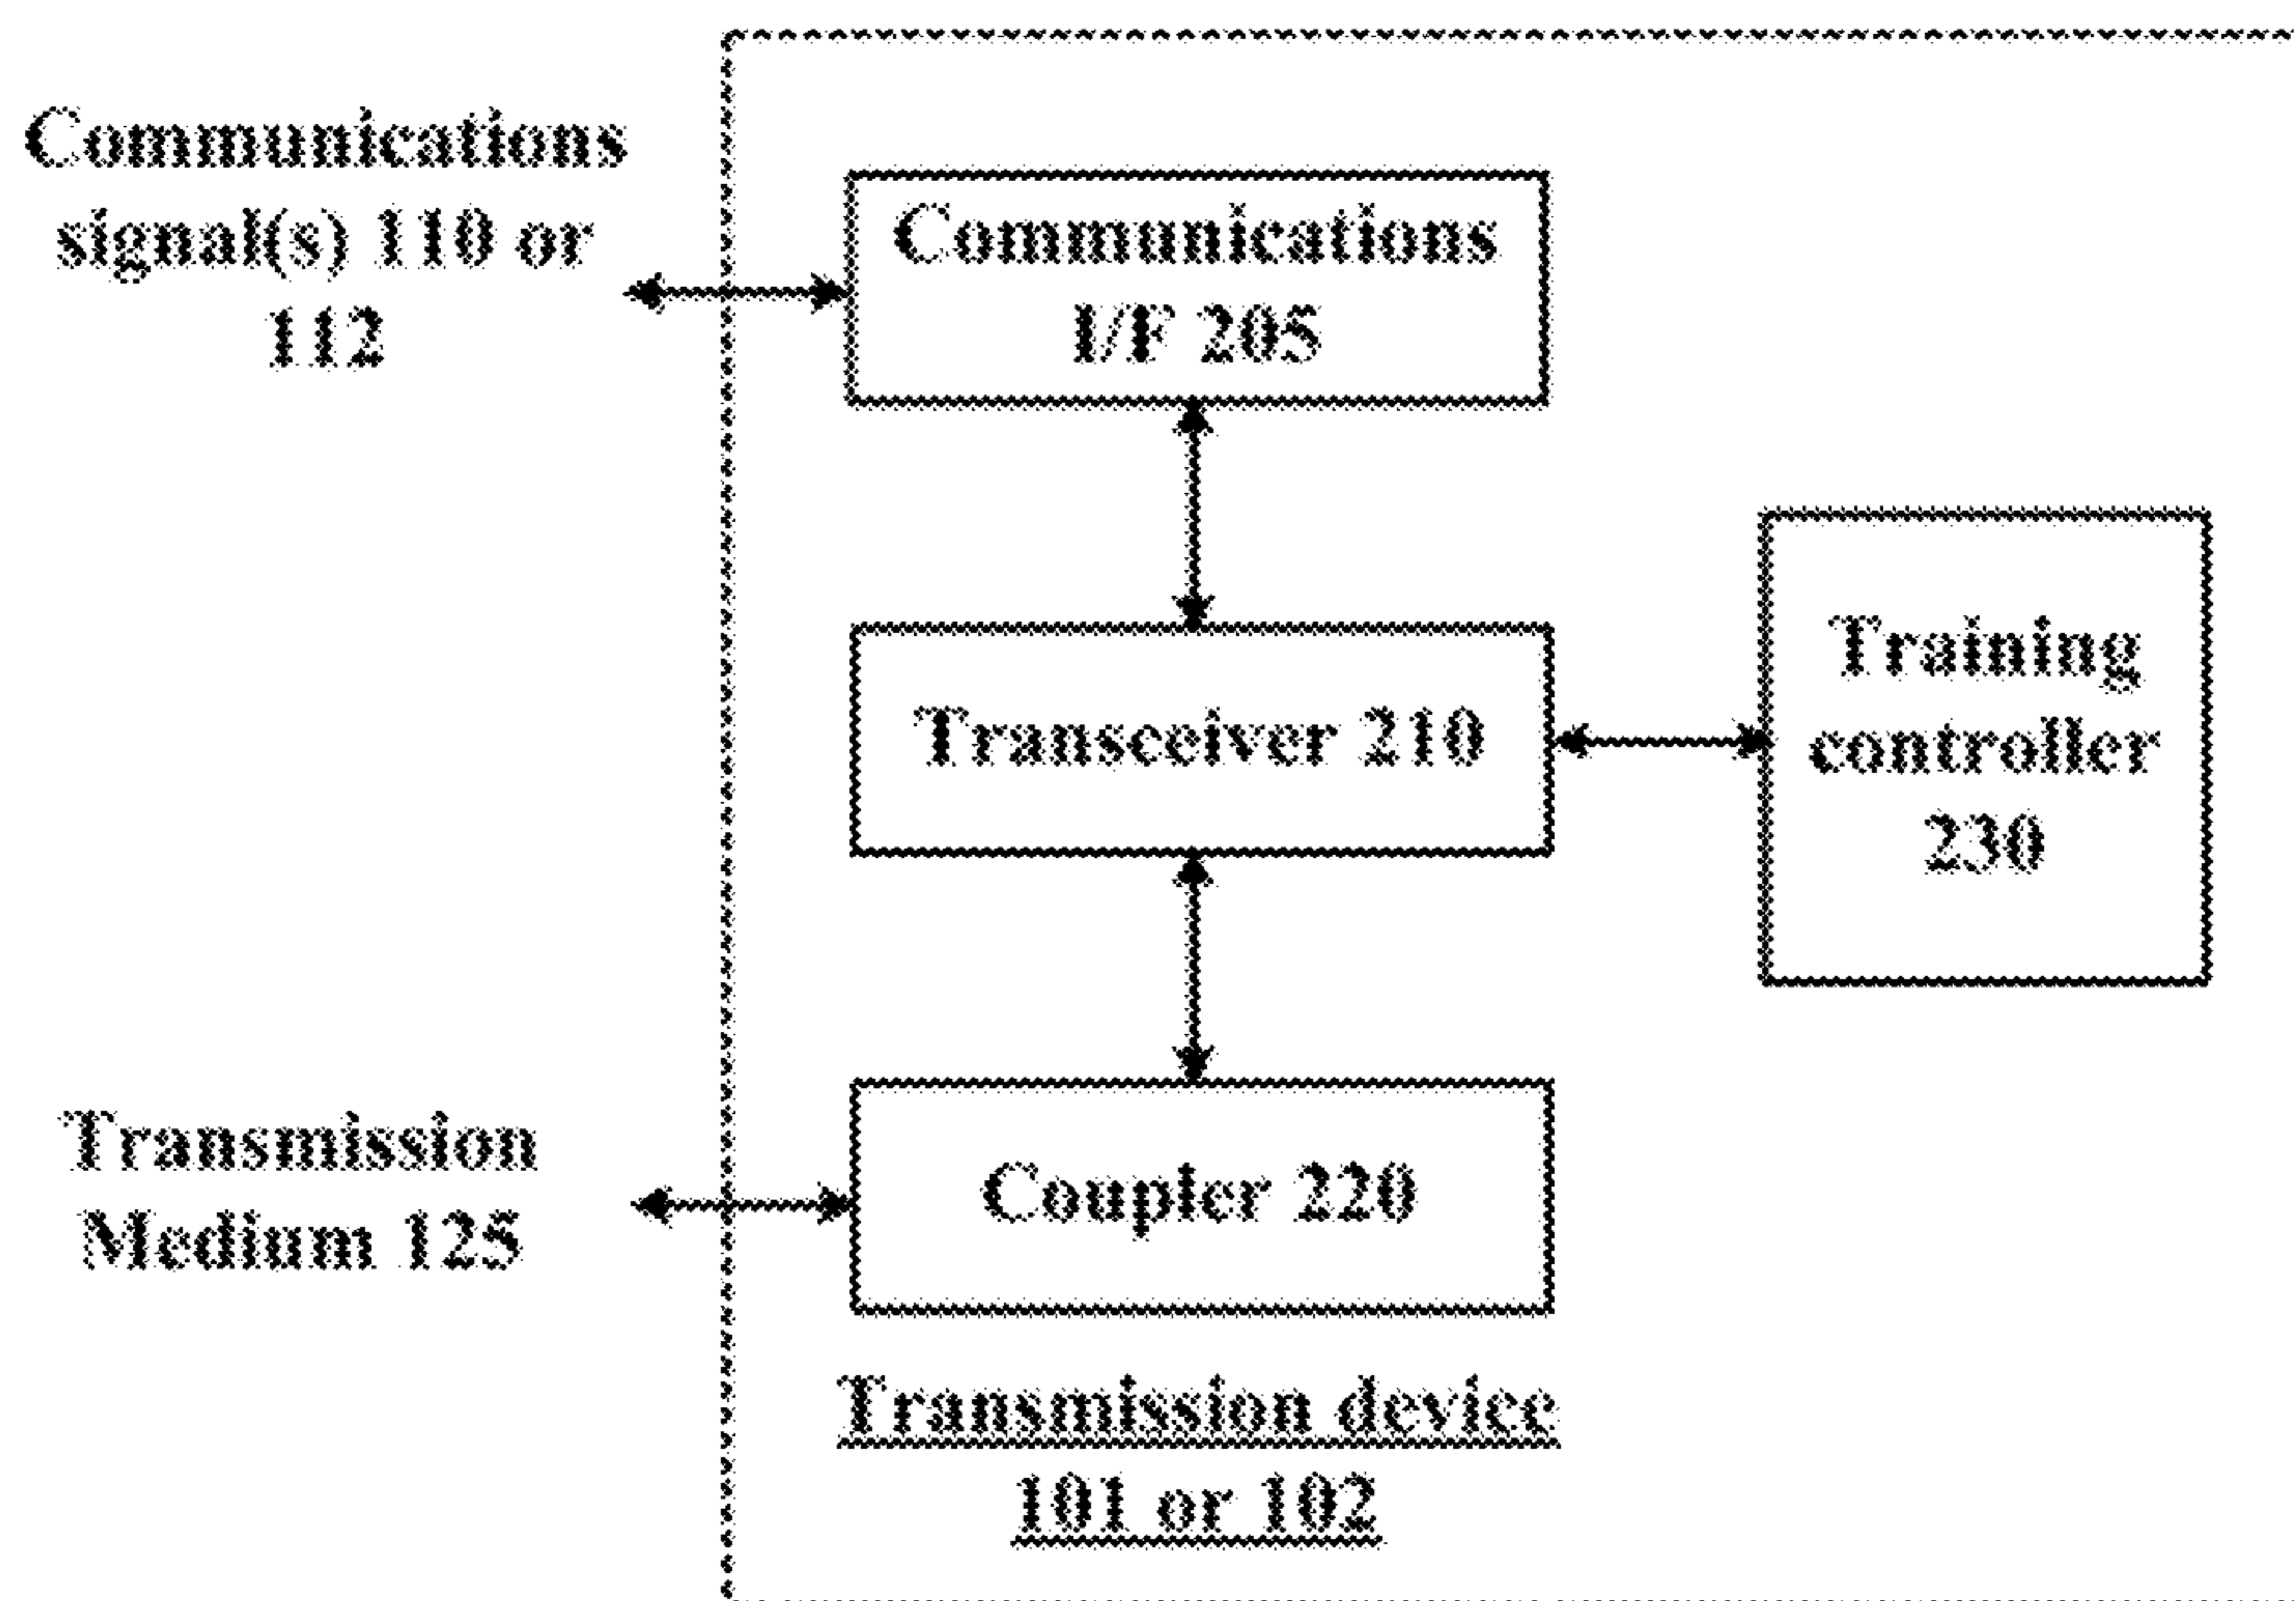 Communications
signal(s) 110 or
112
Communications
I/F 205
Transceiver 210
Training
controller
230
Transmission
Medium 125
Coupler 220
Transmission device
101 or 102